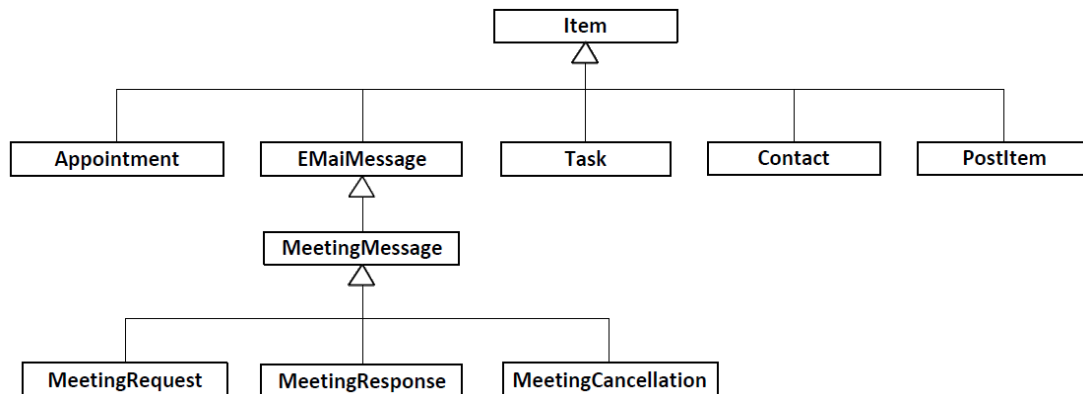 Item
Appointment
EMaiMessage
Task
Contact
PostItem
MeetingMessage
MeetingRequest
MeetingResponse
MeetingCancellation